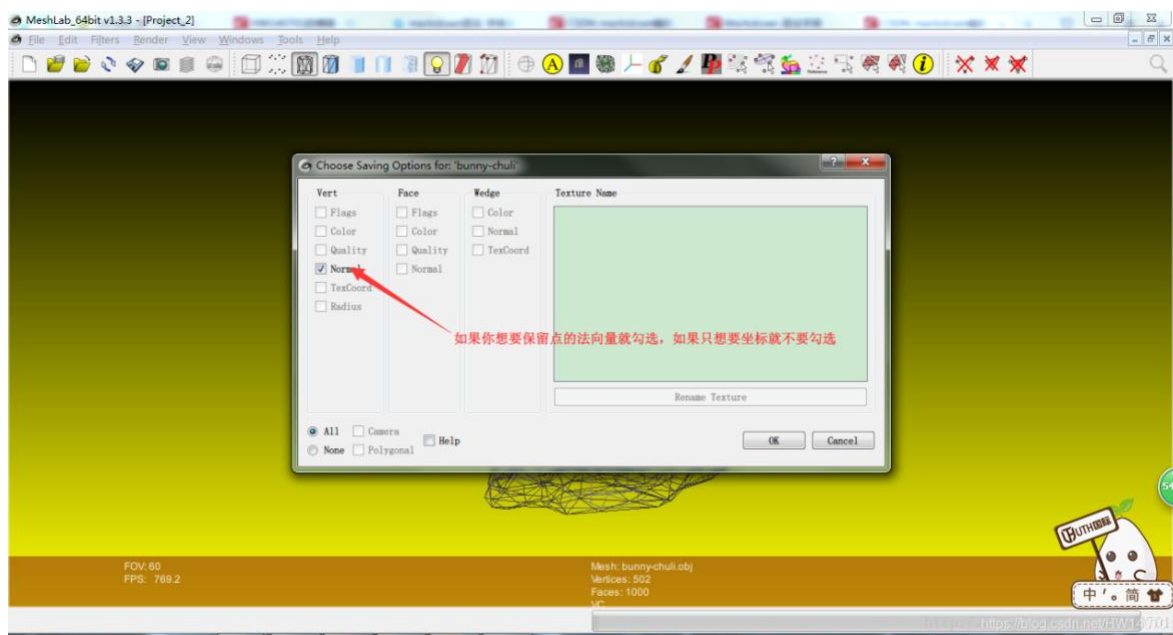 MeshLab_64bit v1.3.3 - [Project_2]
File Edit Filters Render View Windows Tools Help
Choose Saving Options for: 'bunny-chuli'
Vert Face Wedge Texture Name
Flags Flags Color
Color Color Normal
Quality Quality TexCoord
Normal Normal
TexCoord
Radius
如果你想要保留点的法向量就勾选，如果只想要坐标就不要勾选
Rename Texture
All Camera Help OK Cancel
None Polygonal
FOV: 60
FPS: 769.2
Mesh: bunny-chuli.obj
Vertices: 502
Faces: 1000
VC
54
中 '。简